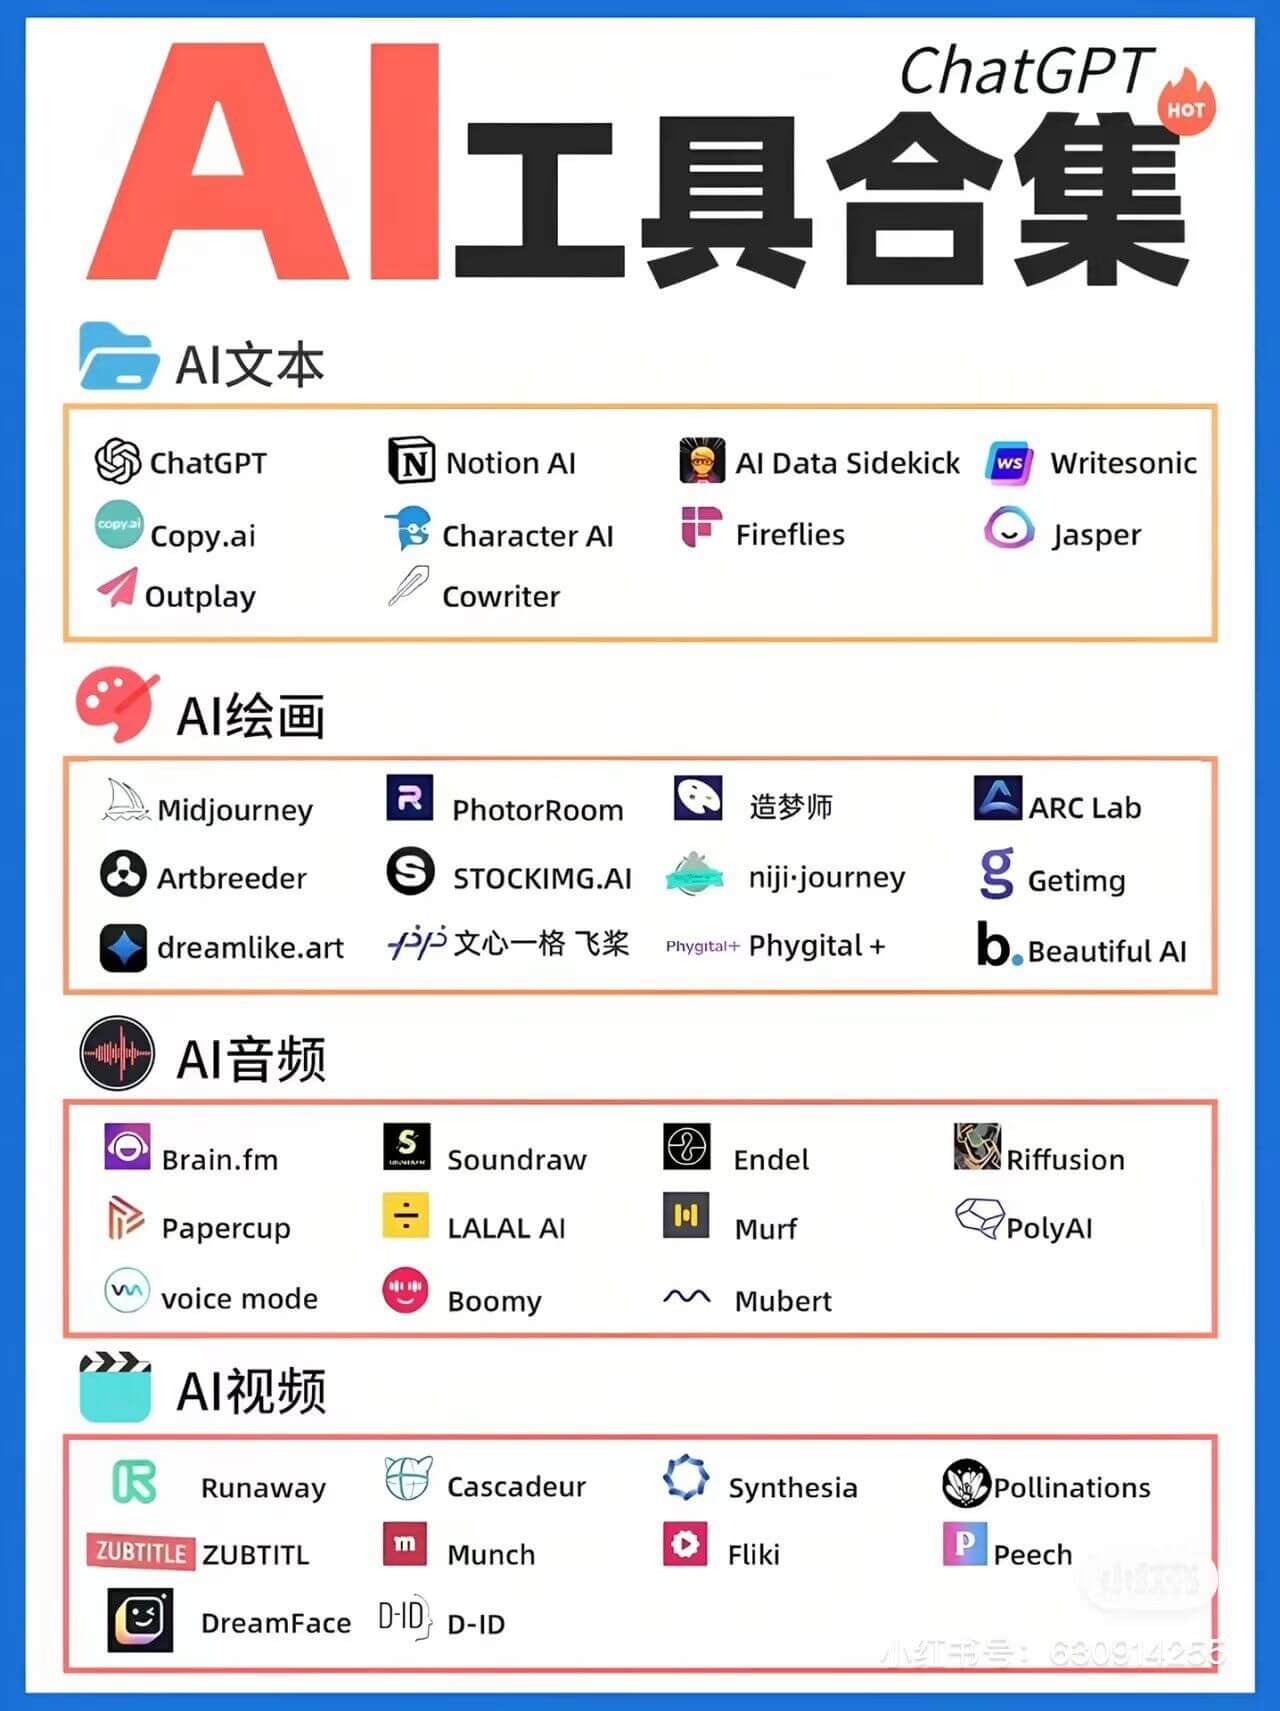 ChatGPT
HOT
AI工具合集
AI文本
ChatGPT Notion AI AI Data Sidekick WS Writesonic
copy.ai Copy.ai Character AI Fireflies Jasper
Outplay Cowriter
AI绘画
Midjourney R PhotorRoom 造梦师 ARC Lab
Artbreeder S STOCKIMG.AI niji·journey g Getimg
dreamlike.art 文心一格 飞桨 Phygital+ Phygital + b. Beautiful AI
AI音频
Brain.fm S Soundraw Endel Riffusion
Papercup LALAL AI Murf PolyAI
voice mode Boomy Mubert
AI视频
Runaway Cascadeur Synthesia Pollinations
ZUBTITLE ZUBTITL m Munch Fliki P Peech
DreamFace D-ID D-ID
小红书
小红书号：630914255